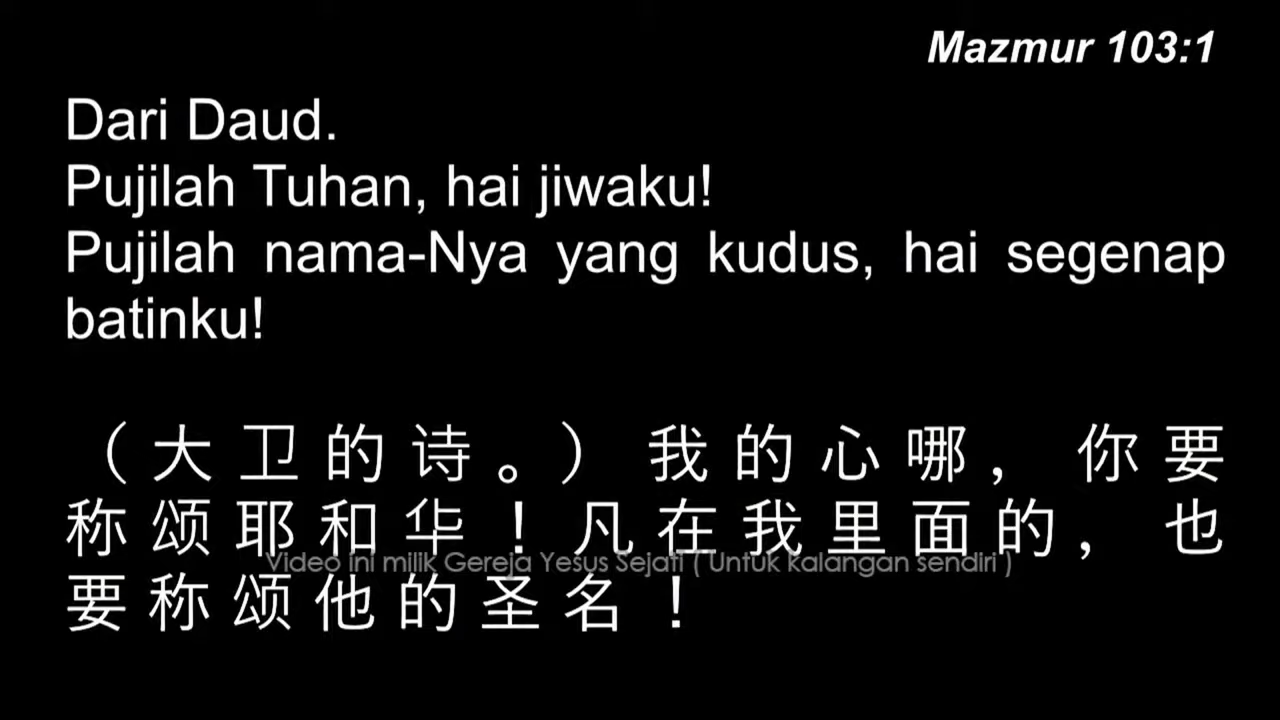 Mazmur 103:1
Dari Daud.
Pujilah Tuhan, hai jiwaku!
Pujilah nama-Nya yang kudus, hai segenap
batinku!
（大卫的诗。）我的心哪，你要
称颂耶和华！凡在我里面的，也
Video ini milik Gereja Yesus Sejati ( Untuk kalangan sendiri )
要称颂他的圣名！